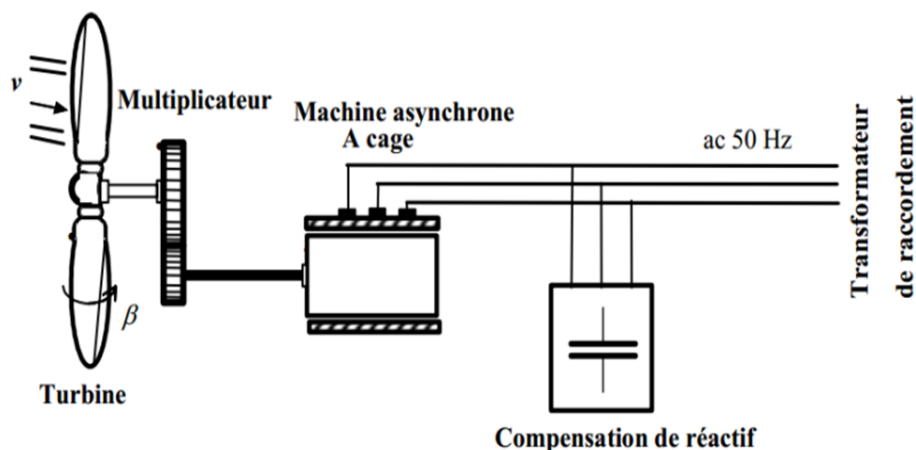 v
Multiplicateur
Machine asynchrone
A cage
ac 50 Hz
Transformateur
de raccordement
β
Turbine
Compensation de réactif